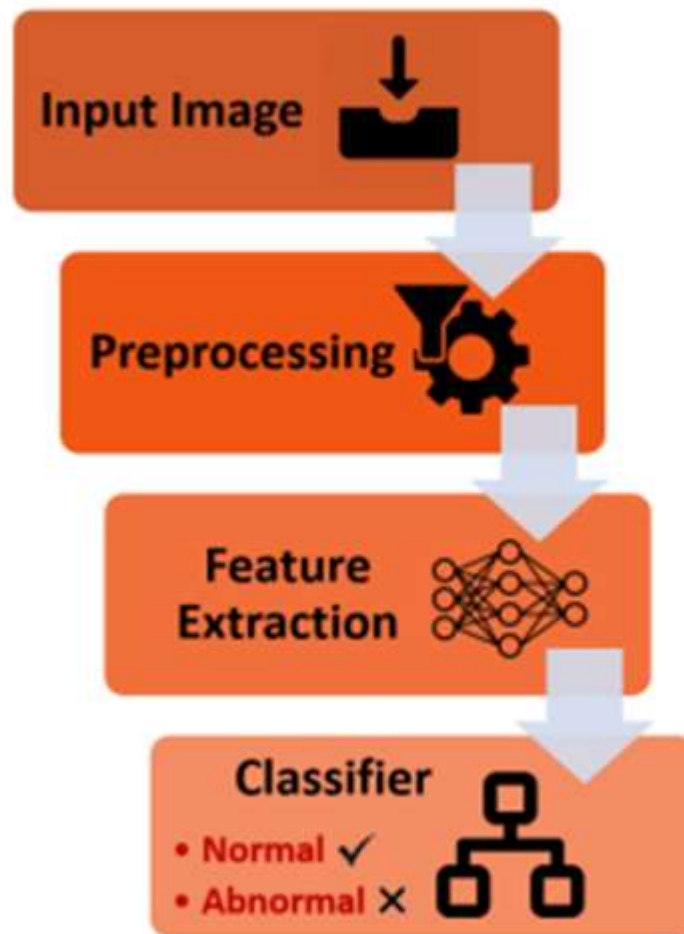 Input Image
Preprocessing
Feature
Extraction
Classifier
• Normal ✓
• Abnormal ✕